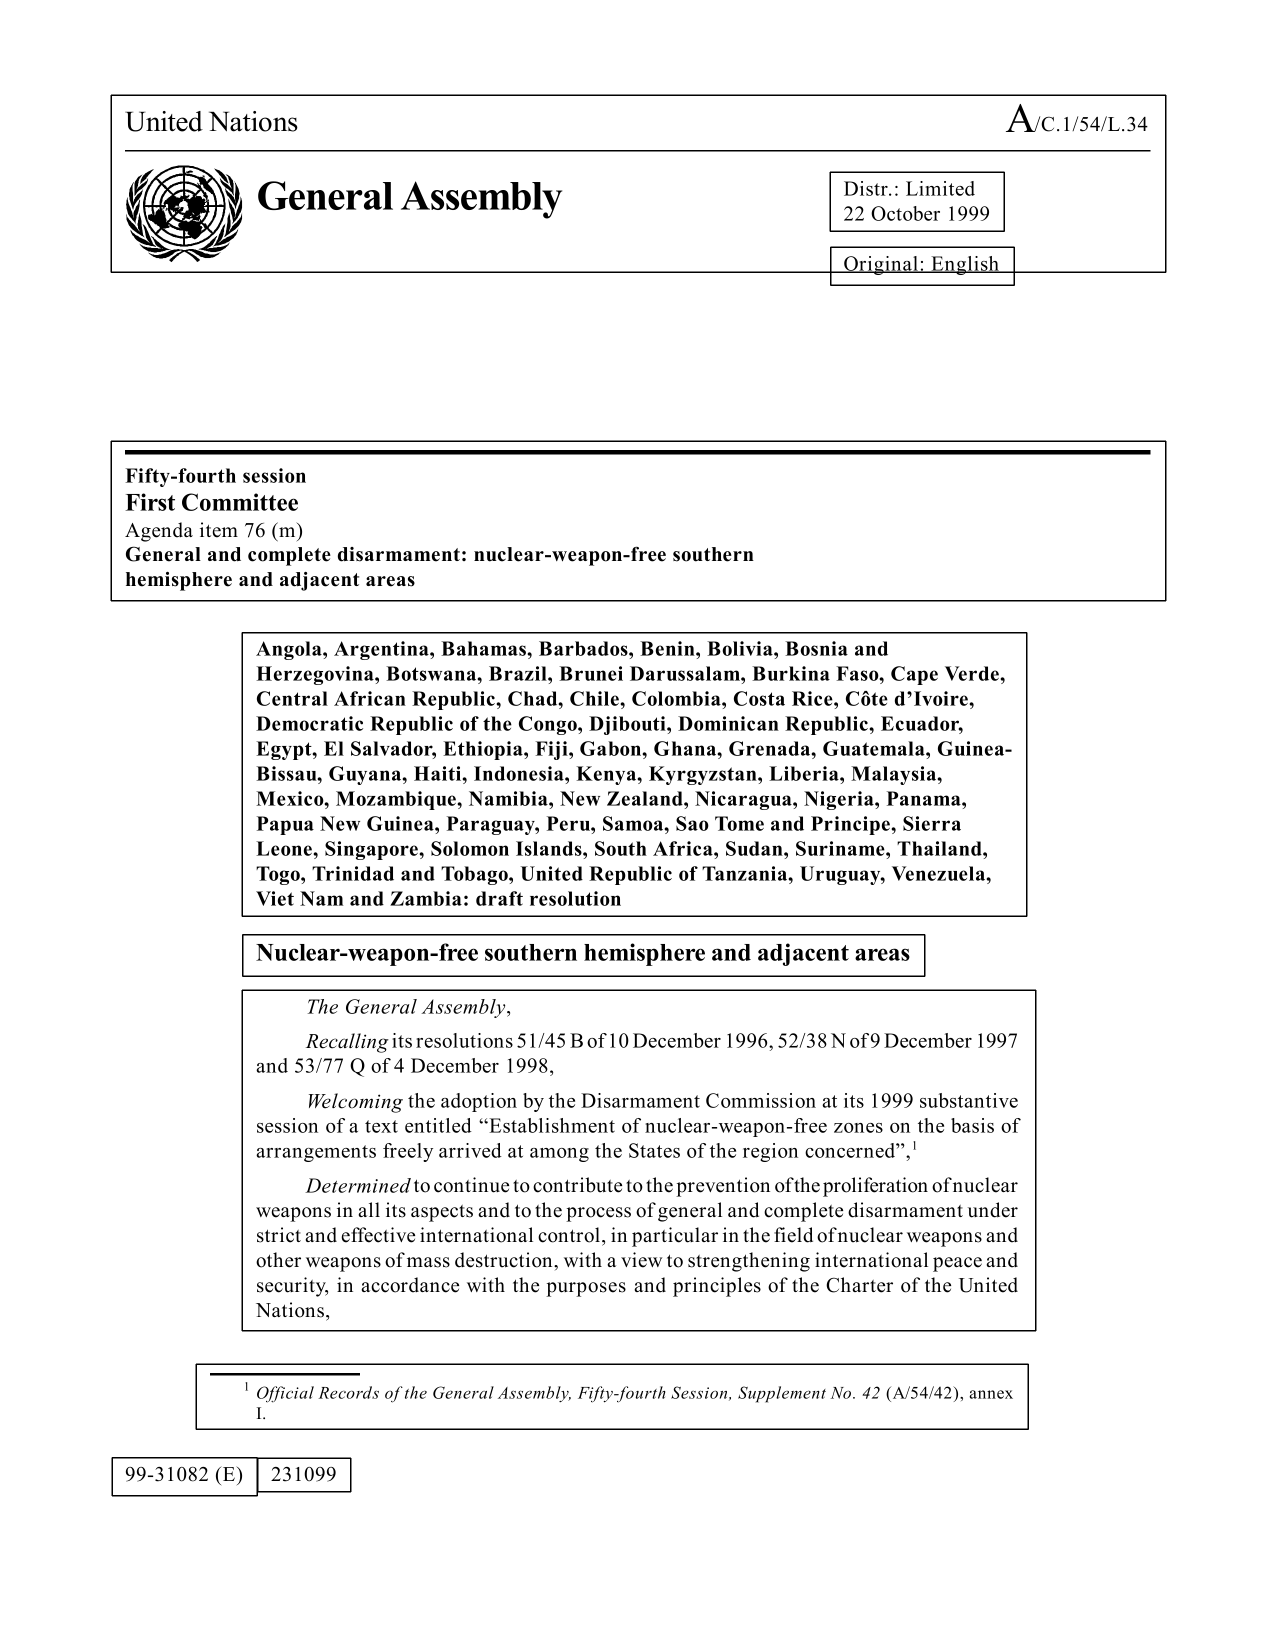 United Nations
A/C.1/54/L.34
General Assembly
Distr.: Limited
22 October 1999
Original: English
Fifty-fourth session
First Committee
Agenda item 76 (m)
General and complete disarmament: nuclear-weapon-free southern
hemisphere and adjacent areas
Angola, Argentina, Bahamas, Barbados, Benin, Bolivia, Bosnia and
Herzegovina, Botswana, Brazil, Brunei Darussalam, Burkina Faso, Cape Verde,
Central African Republic, Chad, Chile, Colombia, Costa Rice, Côte d’Ivoire,
Democratic Republic of the Congo, Djibouti, Dominican Republic, Ecuador,
Egypt, El Salvador, Ethiopia, Fiji, Gabon, Ghana, Grenada, Guatemala, Guinea-
Bissau, Guyana, Haiti, Indonesia, Kenya, Kyrgyzstan, Liberia, Malaysia,
Mexico, Mozambique, Namibia, New Zealand, Nicaragua, Nigeria, Panama,
Papua New Guinea, Paraguay, Peru, Samoa, Sao Tome and Principe, Sierra
Leone, Singapore, Solomon Islands, South Africa, Sudan, Suriname, Thailand,
Togo, Trinidad and Tobago, United Republic of Tanzania, Uruguay, Venezuela,
Viet Nam and Zambia: draft resolution
Nuclear-weapon-free southern hemisphere and adjacent areas
The General Assembly,
Recalling its resolutions 51/45 B of 10 December 1996, 52/38 N of 9 December 1997
and 53/77 Q of 4 December 1998,
Welcoming the adoption by the Disarmament Commission at its 1999 substantive
session of a text entitled “Establishment of nuclear-weapon-free zones on the basis of
arrangements freely arrived at among the States of the region concerned”,1
Determined to continue to contribute to the prevention of the proliferation of nuclear
weapons in all its aspects and to the process of general and complete disarmament under
strict and effective international control, in particular in the field of nuclear weapons and
other weapons of mass destruction, with a view to strengthening international peace and
security, in accordance with the purposes and principles of the Charter of the United
Nations,
1 Official Records of the General Assembly, Fifty-fourth Session, Supplement No. 42 (A/54/42), annex
I.
99-31082 (E) 231099